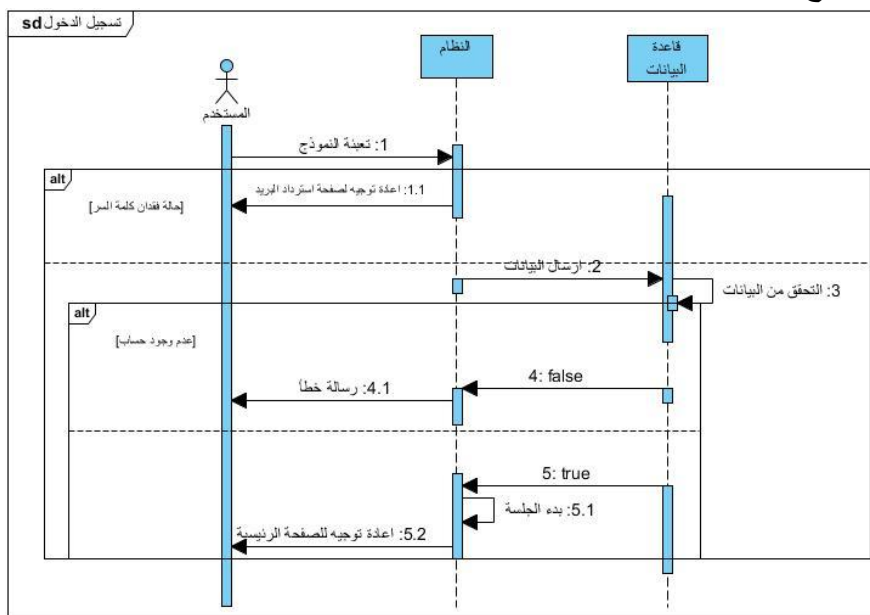 sd تسجيل الدخول
النظام
قاعدة
البيانات
المستخدم
1: تعبئة النموذج
alt
1.1: اعادة توجيه لصفحة استرداد البريد
[حالة فقدان كلمة السر]
2: ارسال البيانات
3: التحقق من البيانات
alt
[عدم وجود حساب]
4: false
4.1: رسالة خطأ
5: true
5.1: بدء الجلسة
5.2: اعادة توجيه للصفحة الرئيسية